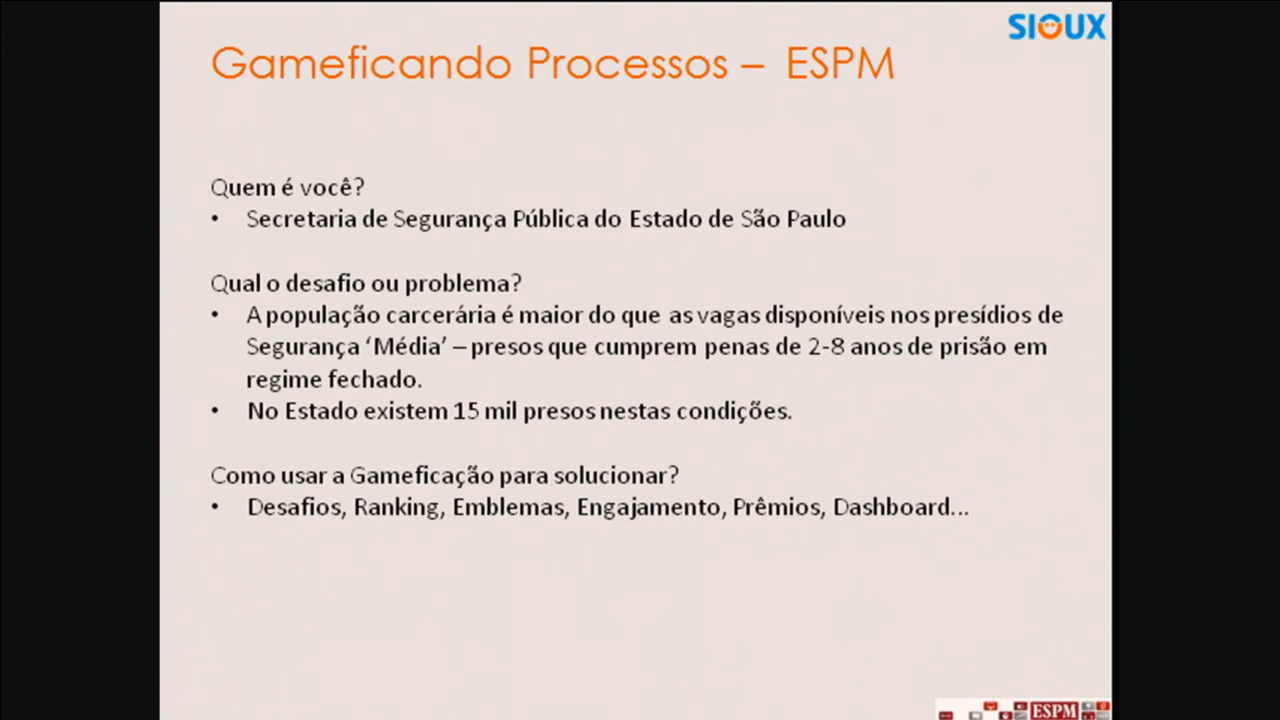 SIOUX
Gameficando Processos – ESPM
Quem é você?
• Secretaria de Segurança Pública do Estado de São Paulo
Qual o desafio ou problema?
• A população carcerária é maior do que as vagas disponíveis nos presídios de
Segurança ‘Média’ – presos que cumprem penas de 2-8 anos de prisão em
regime fechado.
• No Estado existem 15 mil presos nestas condições.
Como usar a Gameficação para solucionar?
• Desafios, Ranking, Emblemas, Engajamento, Prêmios, Dashboard...
ESPM